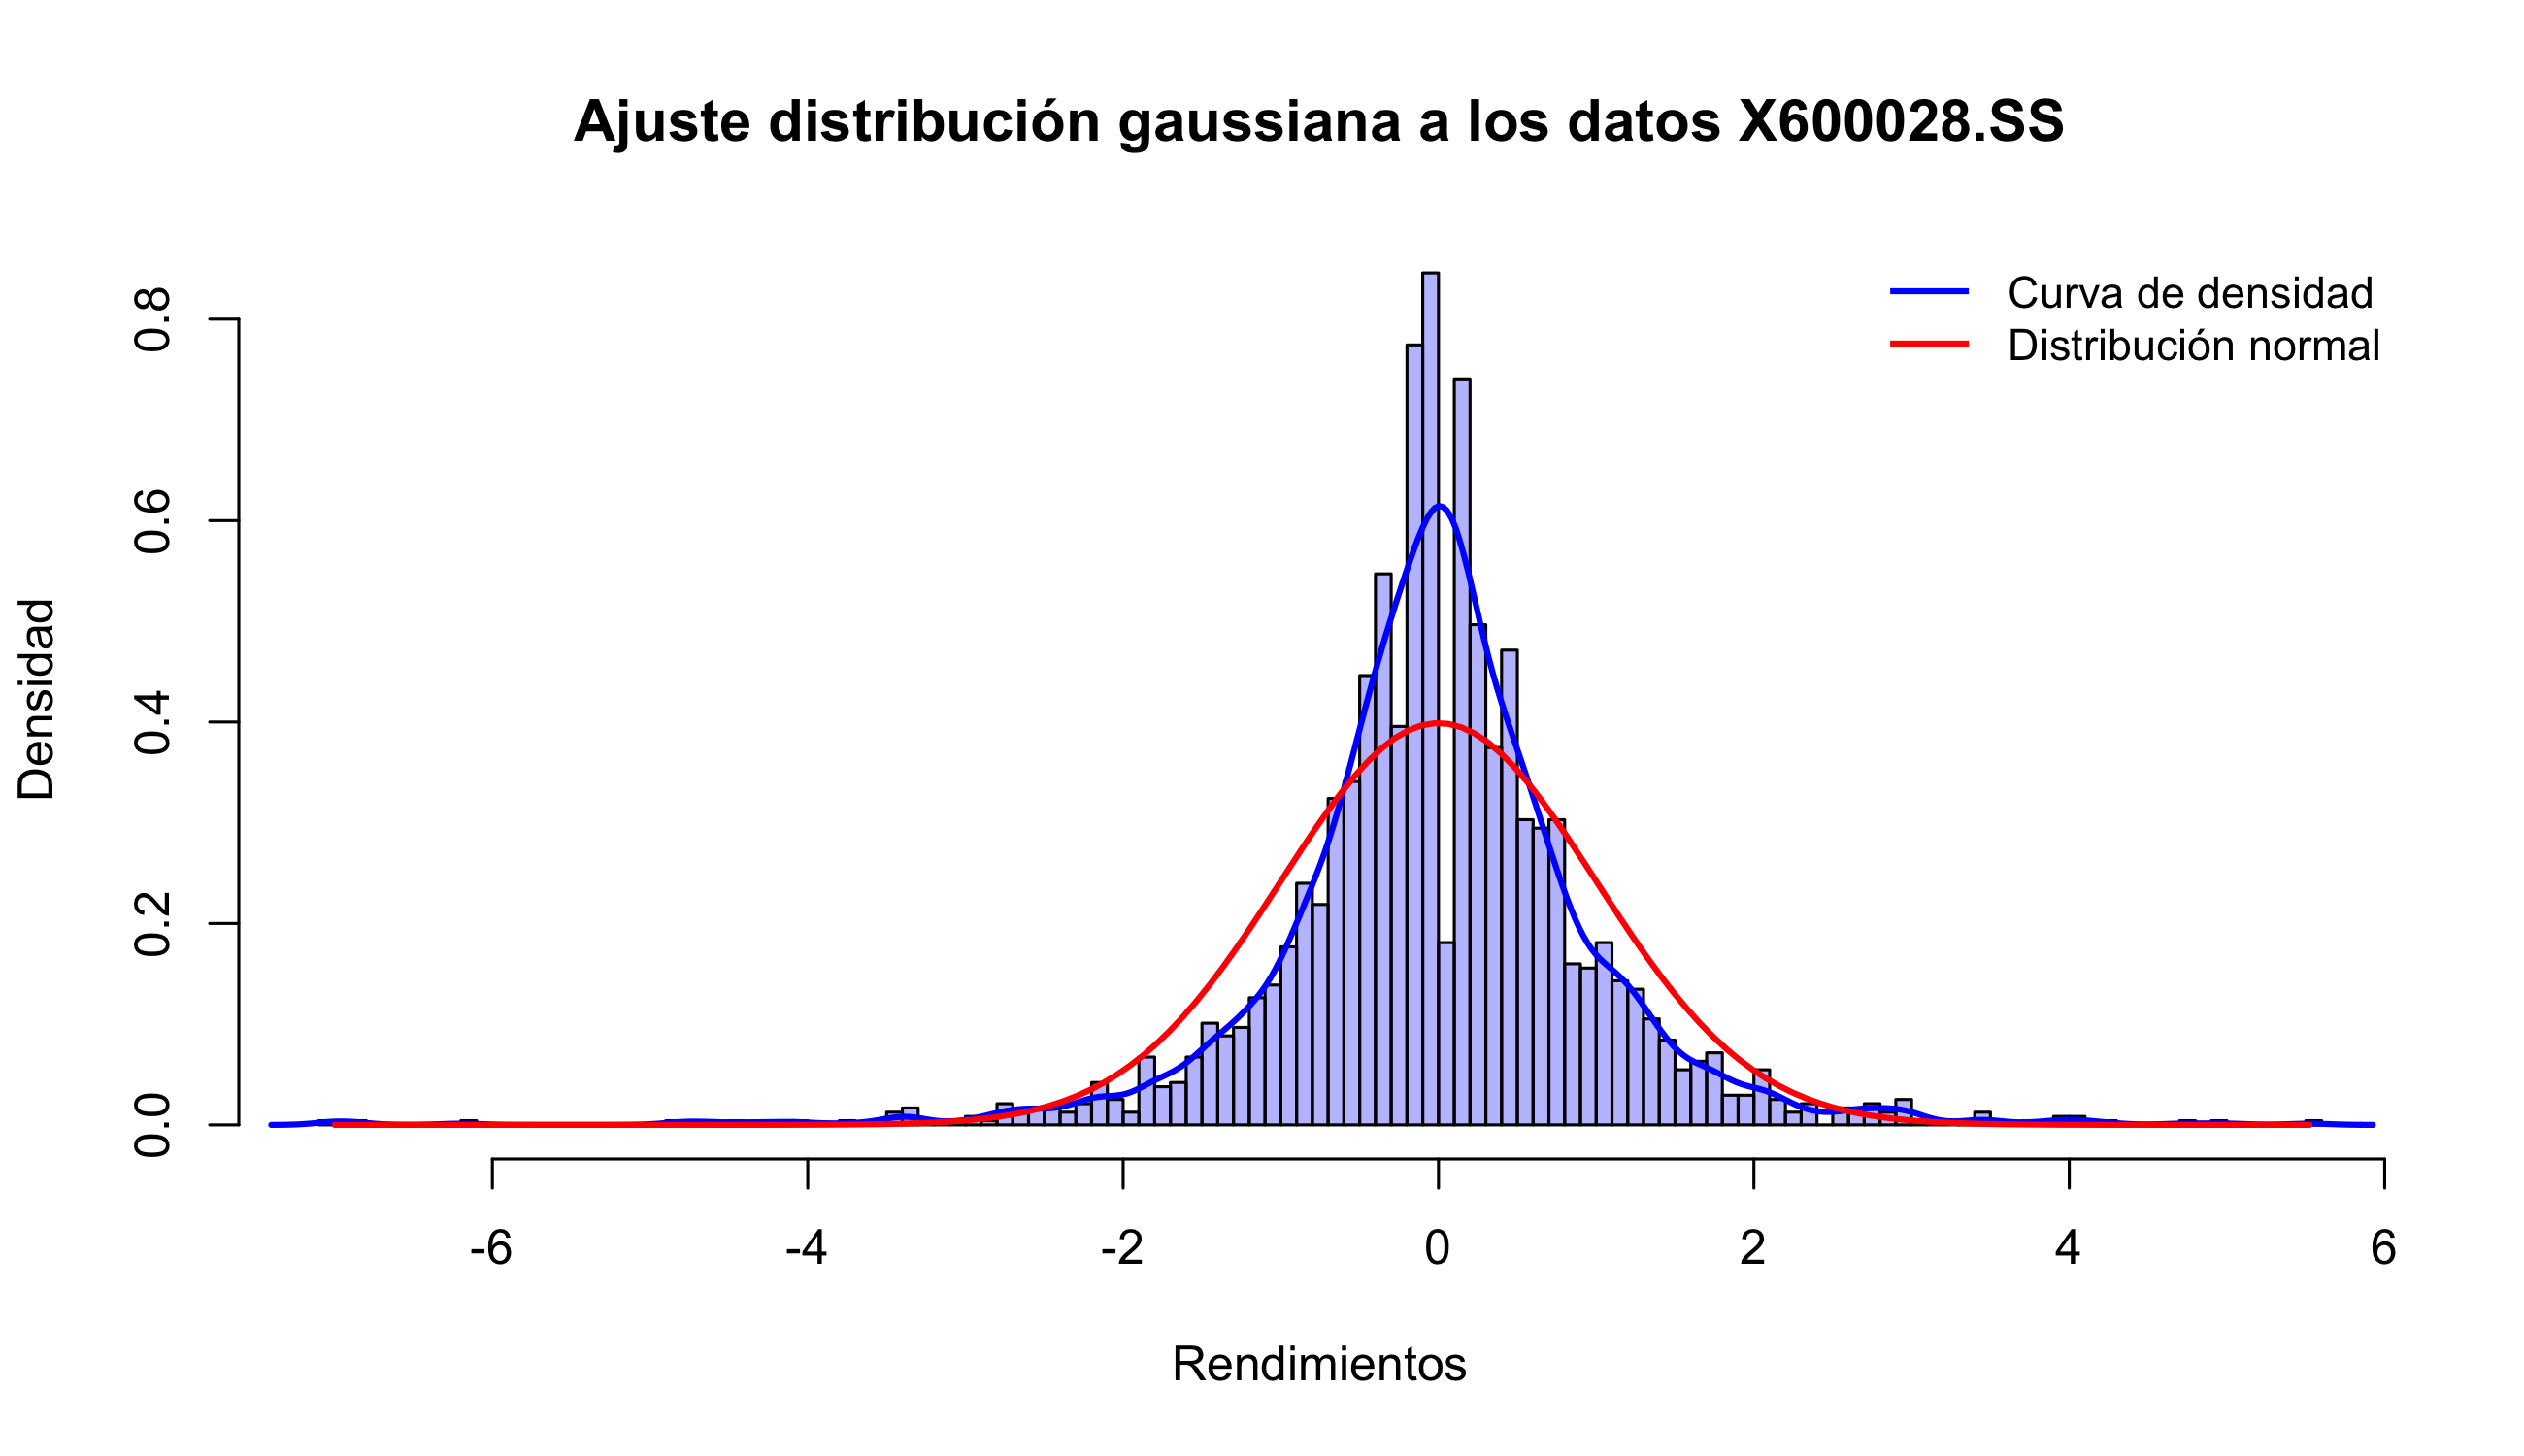 Ajuste distribución gaussiana a los datos X600028.SS
Curva de densidad
Distribución normal
Densidad
0.8
0.6
0.4
0.2
0.0
-6 -4 -2 0 2 4 6
Rendimientos